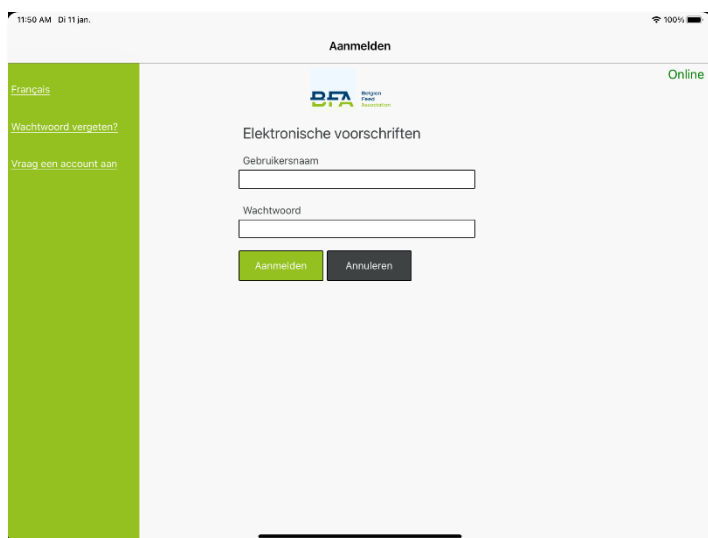 11:50 AM Di 11 jan.
100%
Aanmelden
Online
Français
Wachtwoord vergeten?
Vraag een account aan
BFA
Belgian
Feed
Association
Elektronische voorschriften
Gebruikersnaam
Wachtwoord
Aanmelden
Annuleren